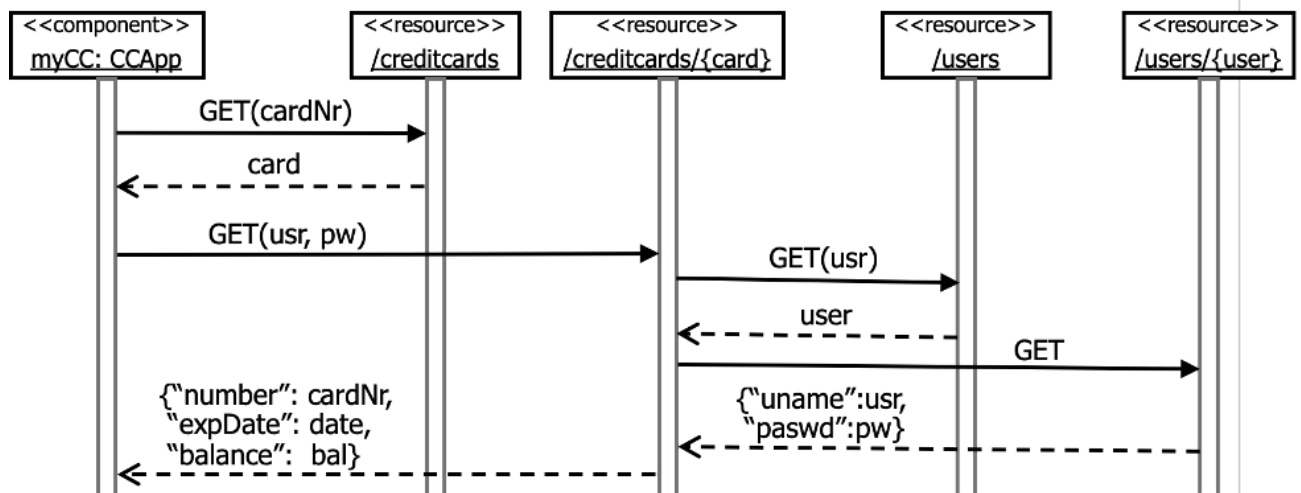 <<component>>
myCC: CCApp
<<resource>>
/creditcards
<<resource>>
/creditcards/{card}
<<resource>>
/users
<<resource>>
/users/{user}
GET(cardNr)
card
GET(usr, pw)
GET(usr)
user
GET
{“number”: cardNr,
“expDate”: date,
“balance”: bal}
{“uname”:usr,
“paswd”:pw}